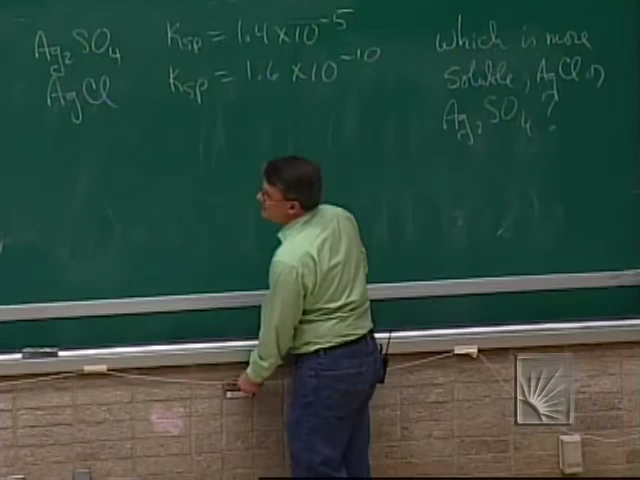 Ag₂SO₄ Ksp = 1.4 × 10⁻⁵
AgCl Ksp = 1.6 × 10⁻¹⁰
which is more
soluble, AgCl or
Ag₂SO₄?